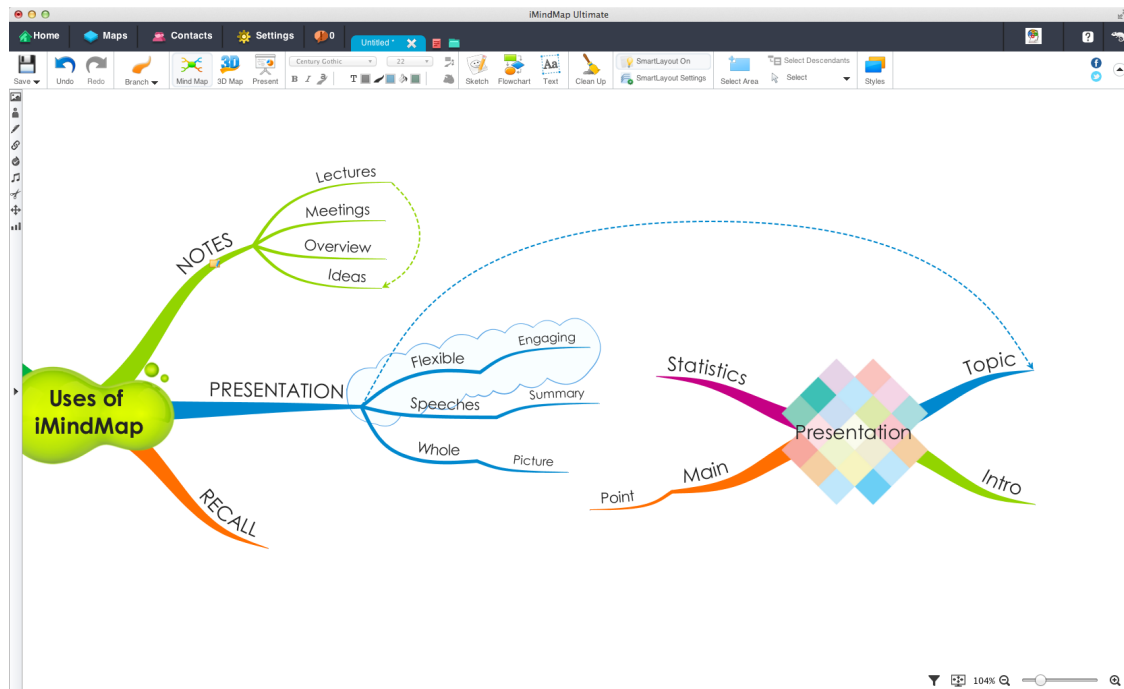 iMindMap Ultimate
Home
Maps
Contacts
Settings
0
Untitled *
?
Save
Undo
Redo
Branch
Mind Map
3D
3D Map
Present
Century Gothic
22
B I
T
Sketch
Flowchart
Aa
Text
Clean Up
SmartLayout On
SmartLayout Settings
Select Area
Select Descendants
Select
Styles
Lectures
Meetings
Overview
Ideas
NOTES
Uses of
iMindMap
PRESENTATION
Flexible
Engaging
Speeches
Summary
Whole
Picture
RECALL
Statistics
Topic
Presentation
Main
Point
Intro
104%